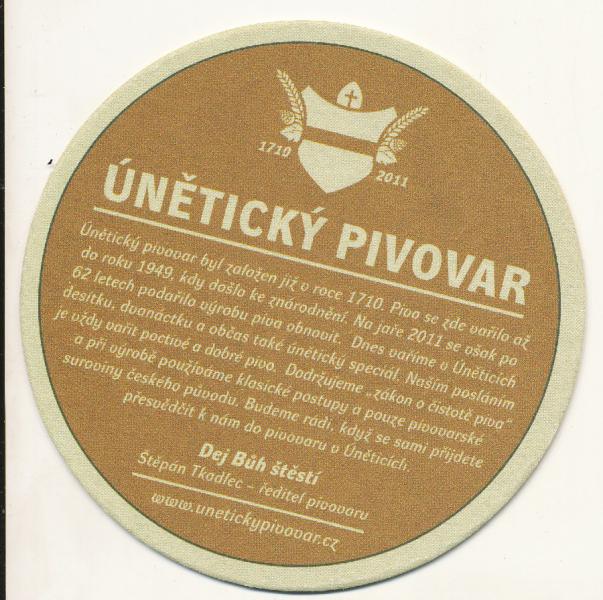 1710 2011
ÚNĚTICKÝ PIVOVAR
Únětický pivovar byl založen již v roce 1710. Pivo se zde vařilo až
do roku 1949, kdy došlo ke znárodnění. Na jaře 2011 se však po
62 letech podařilo výrobu piva obnovit. Dnes vaříme v Úněticích
desítku, dvanáctku a občas také únětický speciál. Naším posláním
je vždy vařit poctivé a dobré pivo. Dodržujeme „zákon o čistotě piva“
a při výrobě používáme klasické postupy a pouze pivovarské
suroviny českého původu. Budeme rádi, když se sami přijdete
přesvědčit k nám do pivovaru v Úněticích.
Dej Bůh štěstí
Štěpán Tkadlec – ředitel pivovaru
www.unetickypivovar.cz